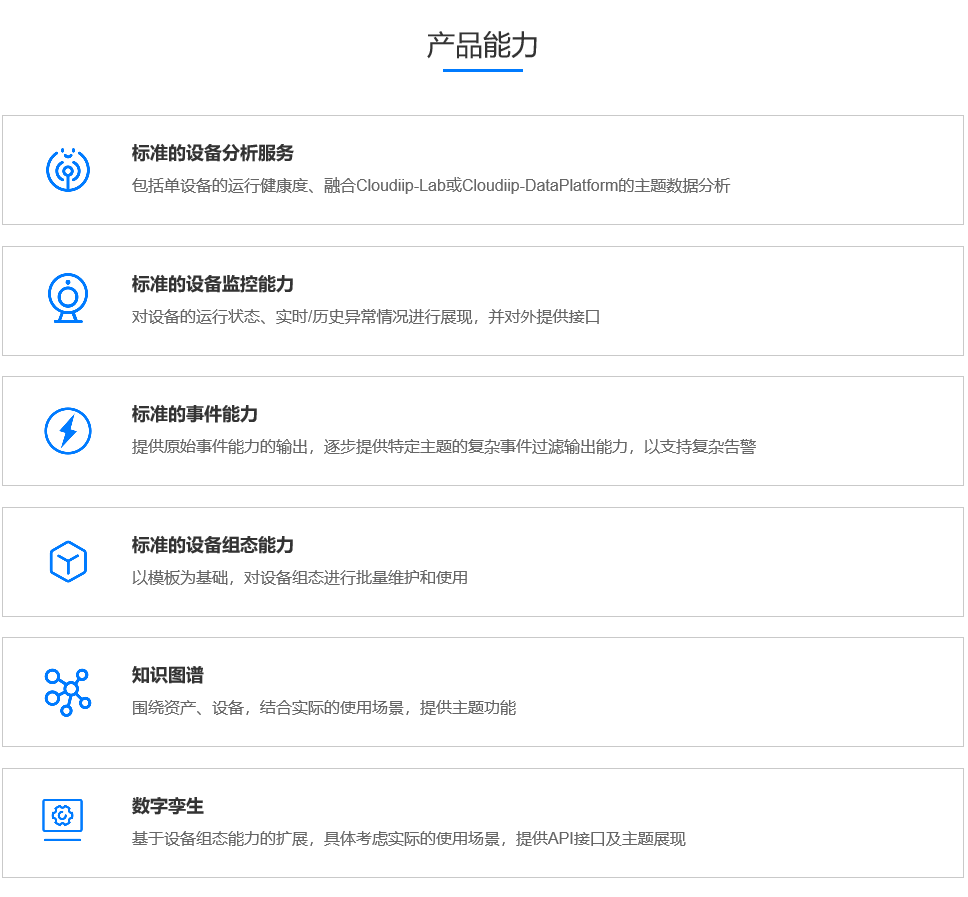 产品能力
标准的设备分析服务
包括单设备的运行健康度、融合Cloudiip-Lab或Cloudiip-DataPlatform的主题数据分析
标准的设备监控能力
对设备的运行状态、实时/历史异常情况进行展现，并对外提供接口
标准的事件能力
提供原始事件能力的输出，逐步提供特定主题的复杂事件过滤输出能力，以支持复杂告警
标准的设备组态能力
以模板为基础，对设备组态进行批量维护和使用
知识图谱
围绕资产、设备，结合实际的使用场景，提供主题功能
数字孪生
基于设备组态能力的扩展，具体考虑实际的使用场景，提供API接口及主题展现